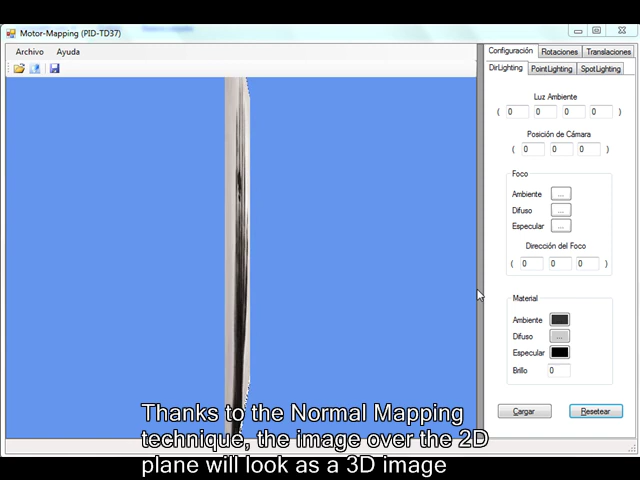 Motor-Mapping (PID-TD37)
Archivo Ayuda
Configuración Rotaciones Translaciones
DirLighting PointLighting SpotLighting
Luz Ambiente
( 0 0 0 0 )
Posición de Cámara
( 0 0 0 )
Foco
Ambiente ...
Difuso ...
Especular ...
Dirección del Foco
( 0 0 0 )
Material
Ambiente
Difuso ...
Especular
Brillo 0
Cargar Resetear
Thanks to the Normal Mapping
technique, the image over the 2D
plane will look as a 3D image